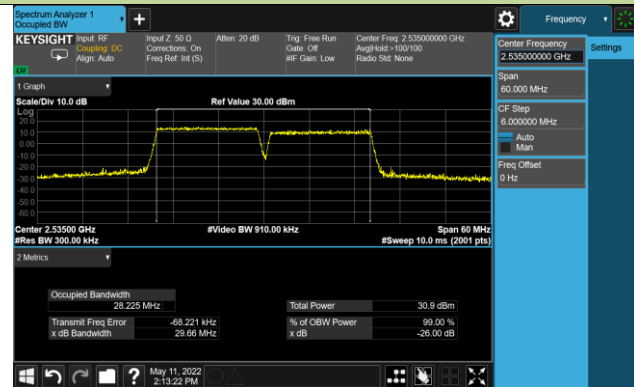 Spectrum Analyzer 1
Occupied BW
+
Frequency
KEYSIGHT
Input: RF
Coupling: DC
Align: Auto
Input Z: 50 Ω
Corrections: On
Freq Ref: Int (S)
Atten: 20 dB
Trig: Free Run
Gate: Off
#IF Gain: Low
Center Freq: 2.535000000 GHz
Avg|Hold:>100/100
Radio Std: None
LXI
Center Frequency
2.535000000 GHz
Settings
Span
60.000 MHz
CF Step
6.000000 MHz
Auto
Man
Freq Offset
0 Hz
1 Graph
Scale/Div 10.0 dB
Ref Value 30.00 dBm
Log
20.0
10.0
0.00
-10.0
-20.0
-30.0
-40.0
-50.0
-60.0
Center 2.53500 GHz
#Video BW 910.00 kHz
Span 60 MHz
#Res BW 300.00 kHz
#Sweep 10.0 ms (2001 pts)
2 Metrics
Occupied Bandwidth
28.225 MHz
Total Power
30.9 dBm
Transmit Freq Error
-68.221 kHz
% of OBW Power
99.00 %
x dB Bandwidth
29.66 MHz
x dB
-26.00 dB
?
May 11, 2022
2:13:22 PM